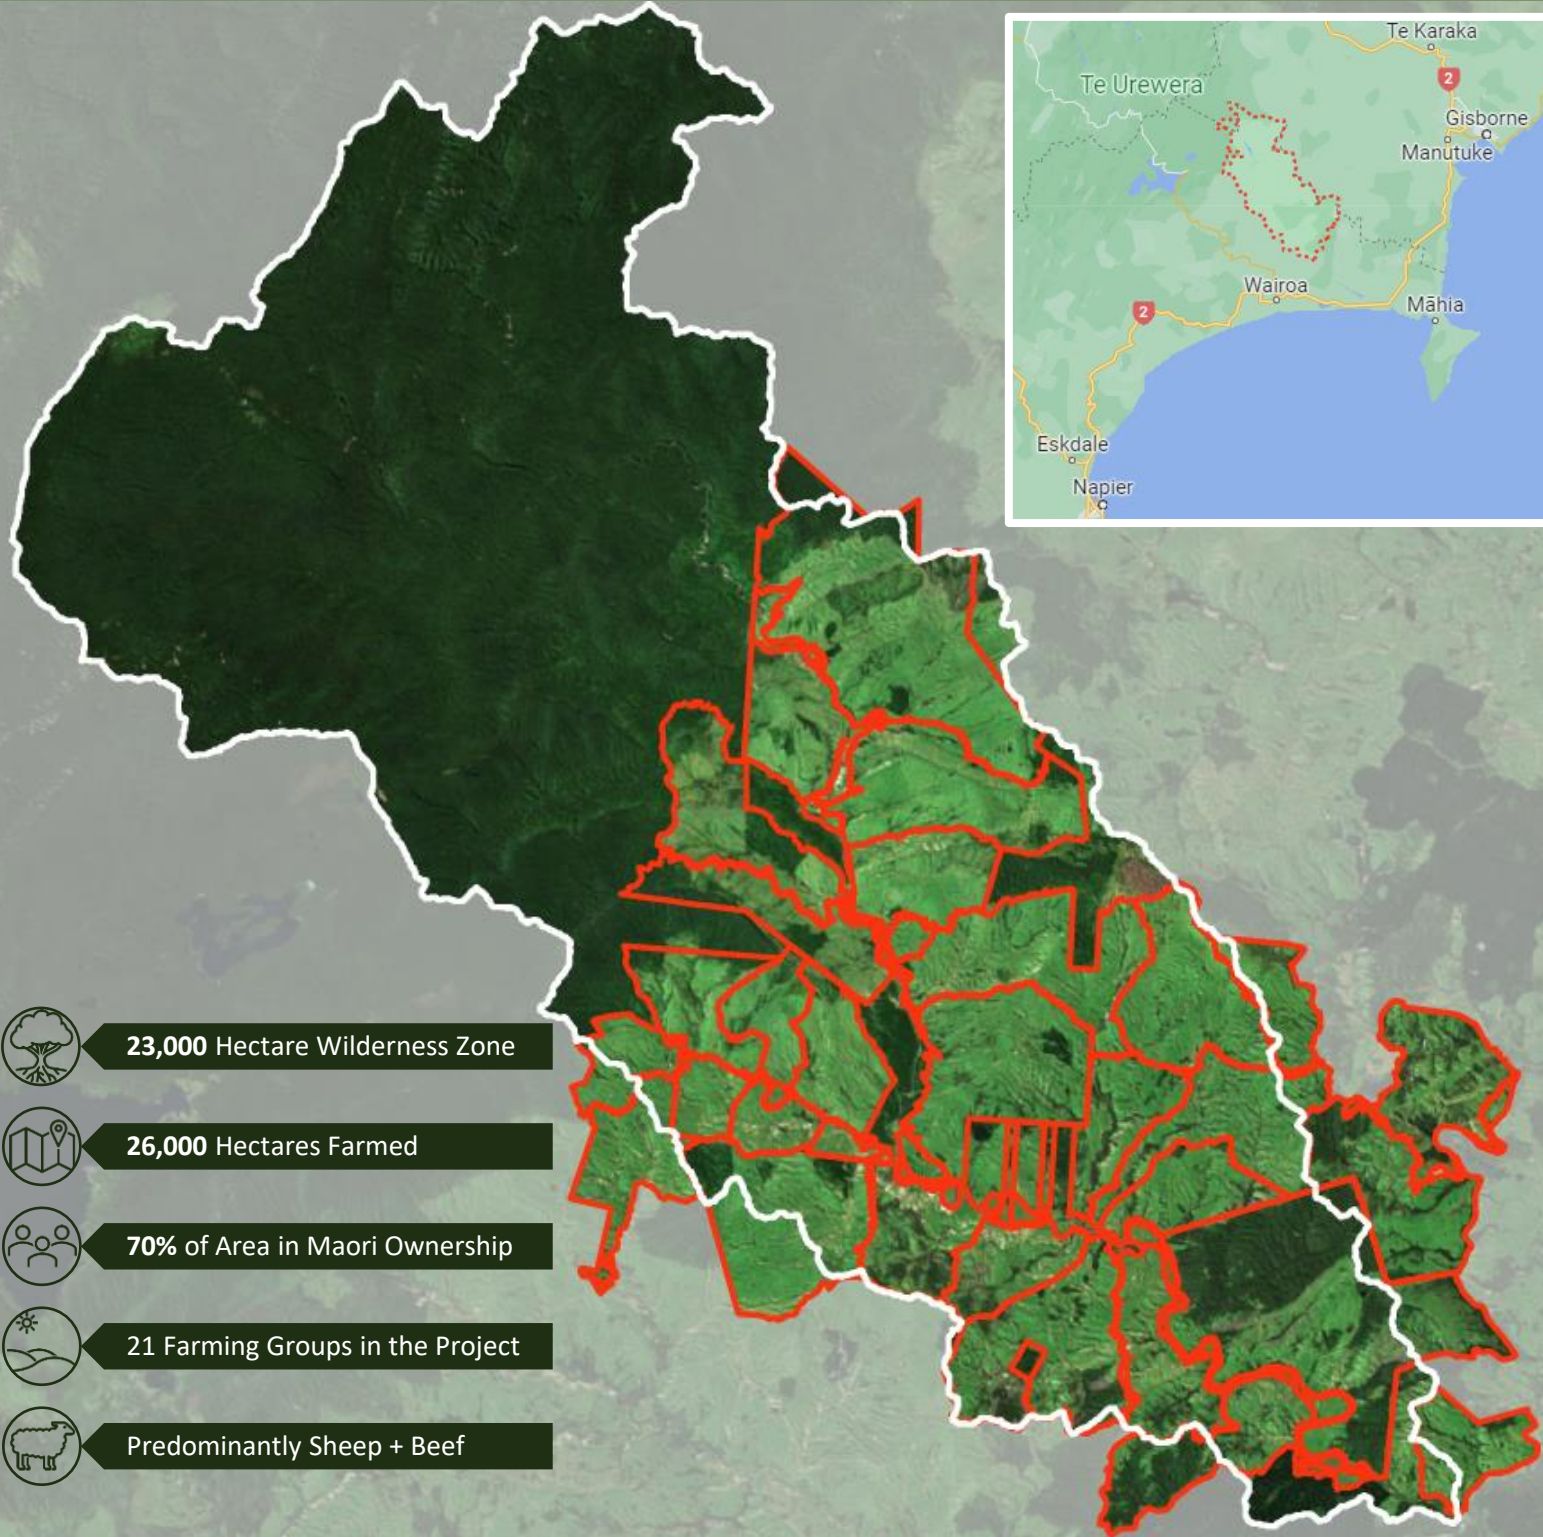 Te Karaka
2
Te Urewera
Gisborne
Manutuke
Wairoa
Māhia
2
Eskdale
Napier
23,000 Hectare Wilderness Zone
26,000 Hectares Farmed
70% of Area in Maori Ownership
21 Farming Groups in the Project
Predominantly Sheep + Beef